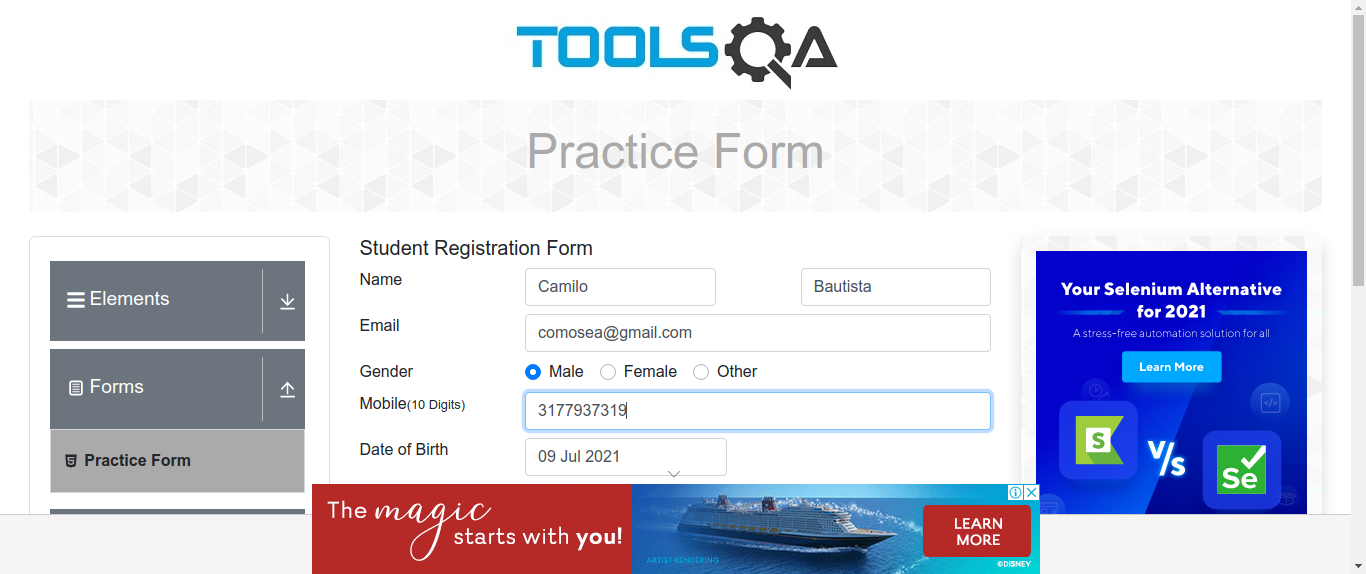 TOOLSQA
Practice Form
Elements
Forms
Practice Form
Student Registration Form
Name
Camilo
Bautista
Email
comosea@gmail.com
Gender
Male
Female
Other
Mobile(10 Digits)
3177937319
Date of Birth
09 Jul 2021
Your Selenium Alternative
for 2021
A stress-free automation solution for all
Learn More
S
V/s
Se
The magic
starts with you!
ARTIST RENDERING
LEARN
MORE
©DISNEY